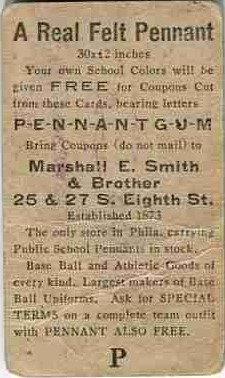 A Real Felt Pennant
30x12 inches
Your own School Colors will be
given FREE for Coupons Cut
from these Cards, bearing letters
P-E-N-N-A-N-T G-U-M
Bring Coupons (do not mail) to
Marshall E. Smith
& Brother
25 & 27 S. Eighth St.
Established 1873
The only store in Phila. carrying
Public School Pennants in stock.
Base Ball and Athletic Goods of
every kind. Largest makers of Base
Ball Uniforms. Ask for SPECIAL
TERMS on a complete team outfit
with PENNANT ALSO FREE.
P